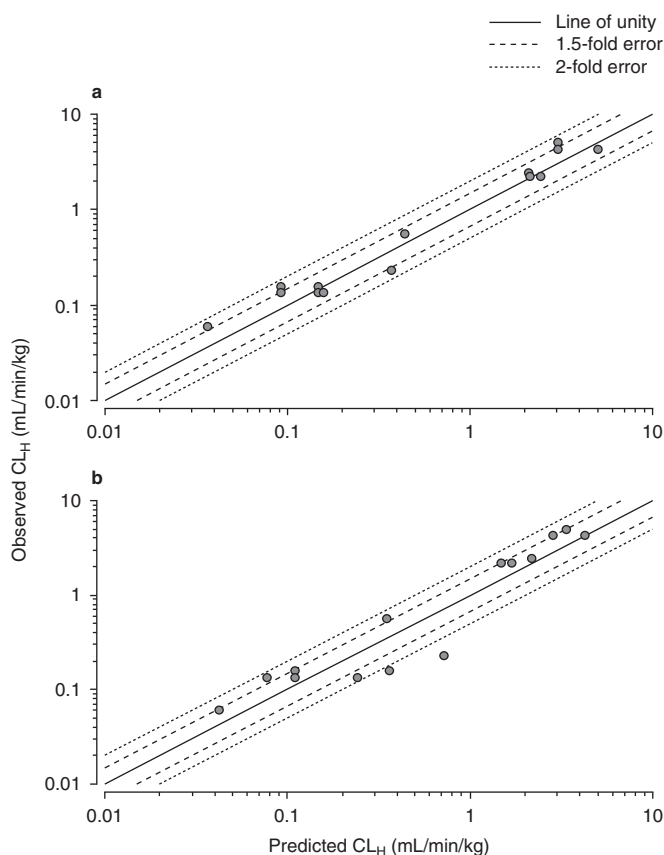 Line of unity
1.5-fold error
2-fold error
a
10
1
0.1
0.01
0.01 0.1 1 10
Observed CL_H (mL/min/kg)
b
10
1
0.1
0.01
0.01 0.1 1 10
Predicted CL_H (mL/min/kg)